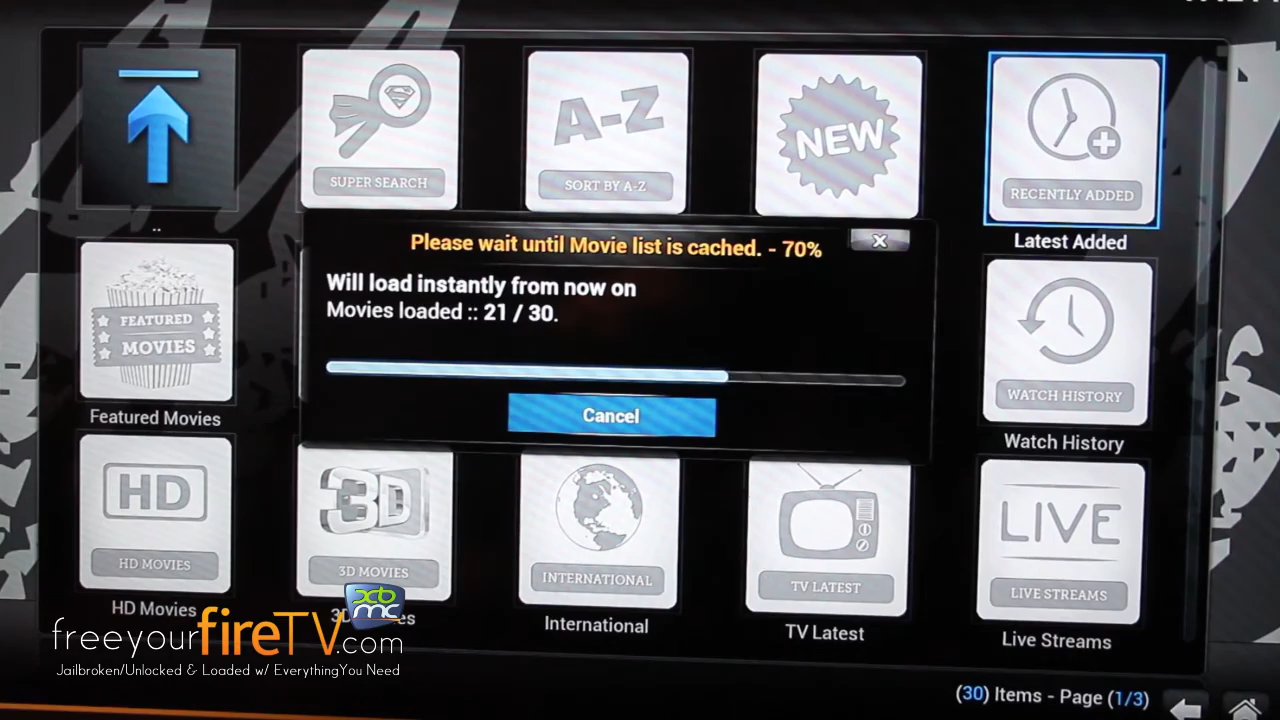 SUPER SEARCH
A-Z
SORT BY A-Z
NEW
RECENTLY ADDED
..
Latest Added
Please wait until Movie list is cached. - 70%
x
Will load instantly from now on
Movies loaded :: 21 / 30.
Cancel
FEATURED
MOVIES
Featured Movies
WATCH HISTORY
Watch History
HD
HD MOVIES
HD Movies
3D
3D MOVIES
INTERNATIONAL
International
TV LATEST
TV Latest
LIVE
LIVE STREAMS
Live Streams
xbmc
freeyourfireTV.com
Jailbroken/Unlocked & Loaded w/ EverythingYou Need
(30) Items - Page (1/3)